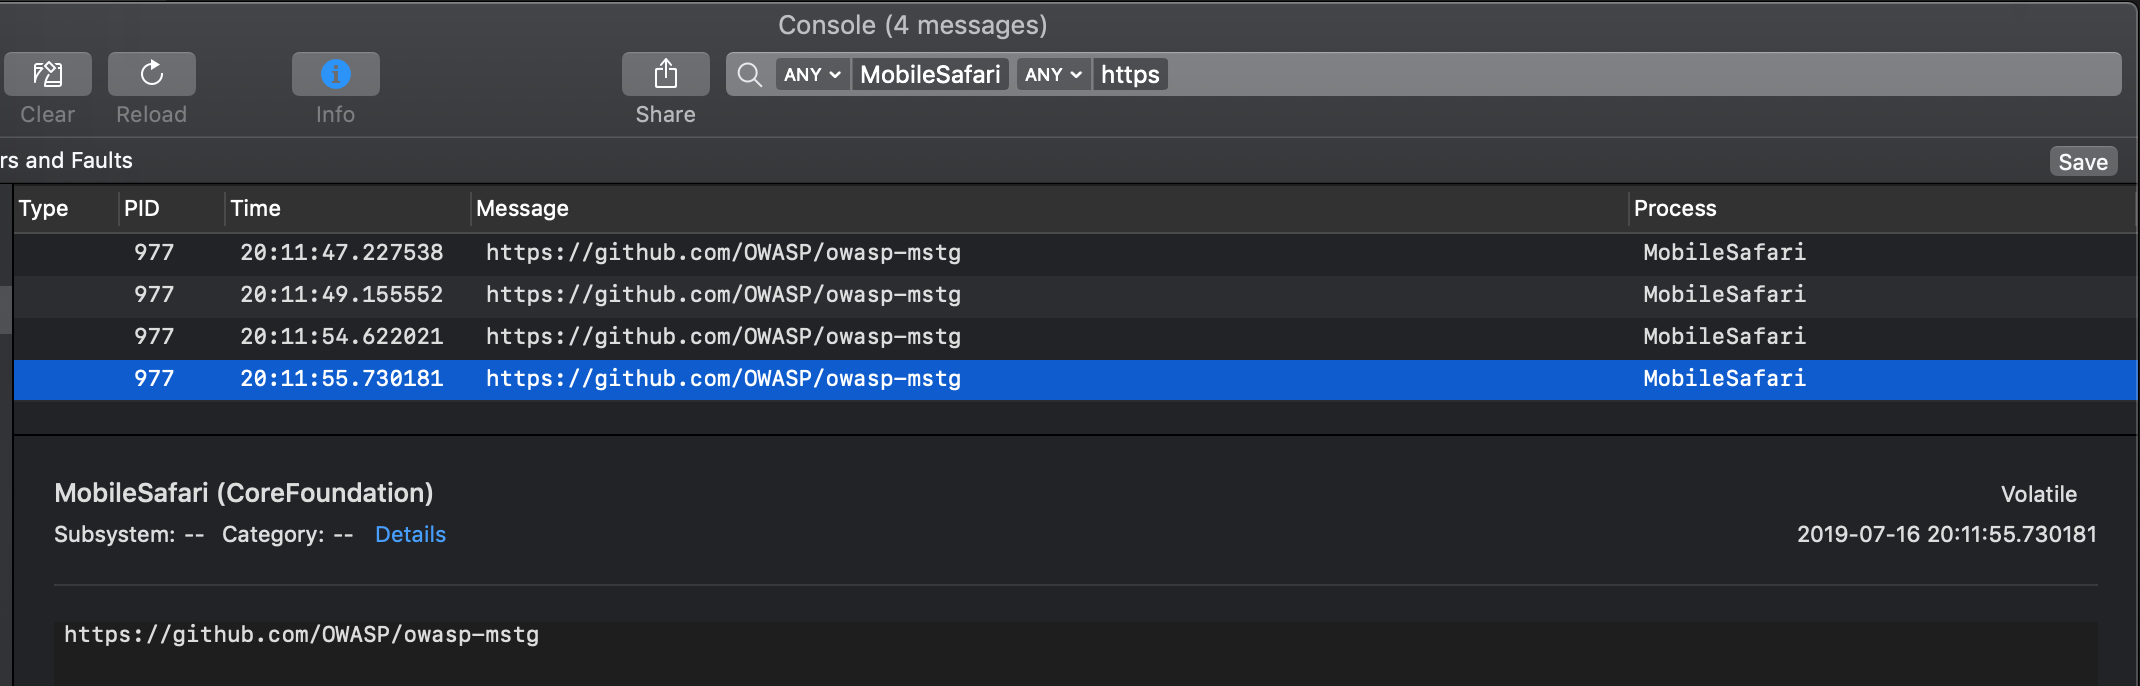 Console (4 messages)
ANY MobileSafari ANY https
Clear Reload Info Share
rs and Faults Save
Type PID Time Message Process
977 20:11:47.227538 https://github.com/OWASP/owasp-mstg MobileSafari
977 20:11:49.155552 https://github.com/OWASP/owasp-mstg MobileSafari
977 20:11:54.622021 https://github.com/OWASP/owasp-mstg MobileSafari
977 20:11:55.730181 https://github.com/OWASP/owasp-mstg MobileSafari
MobileSafari (CoreFoundation) Volatile
Subsystem: -- Category: -- Details 2019-07-16 20:11:55.730181
https://github.com/OWASP/owasp-mstg